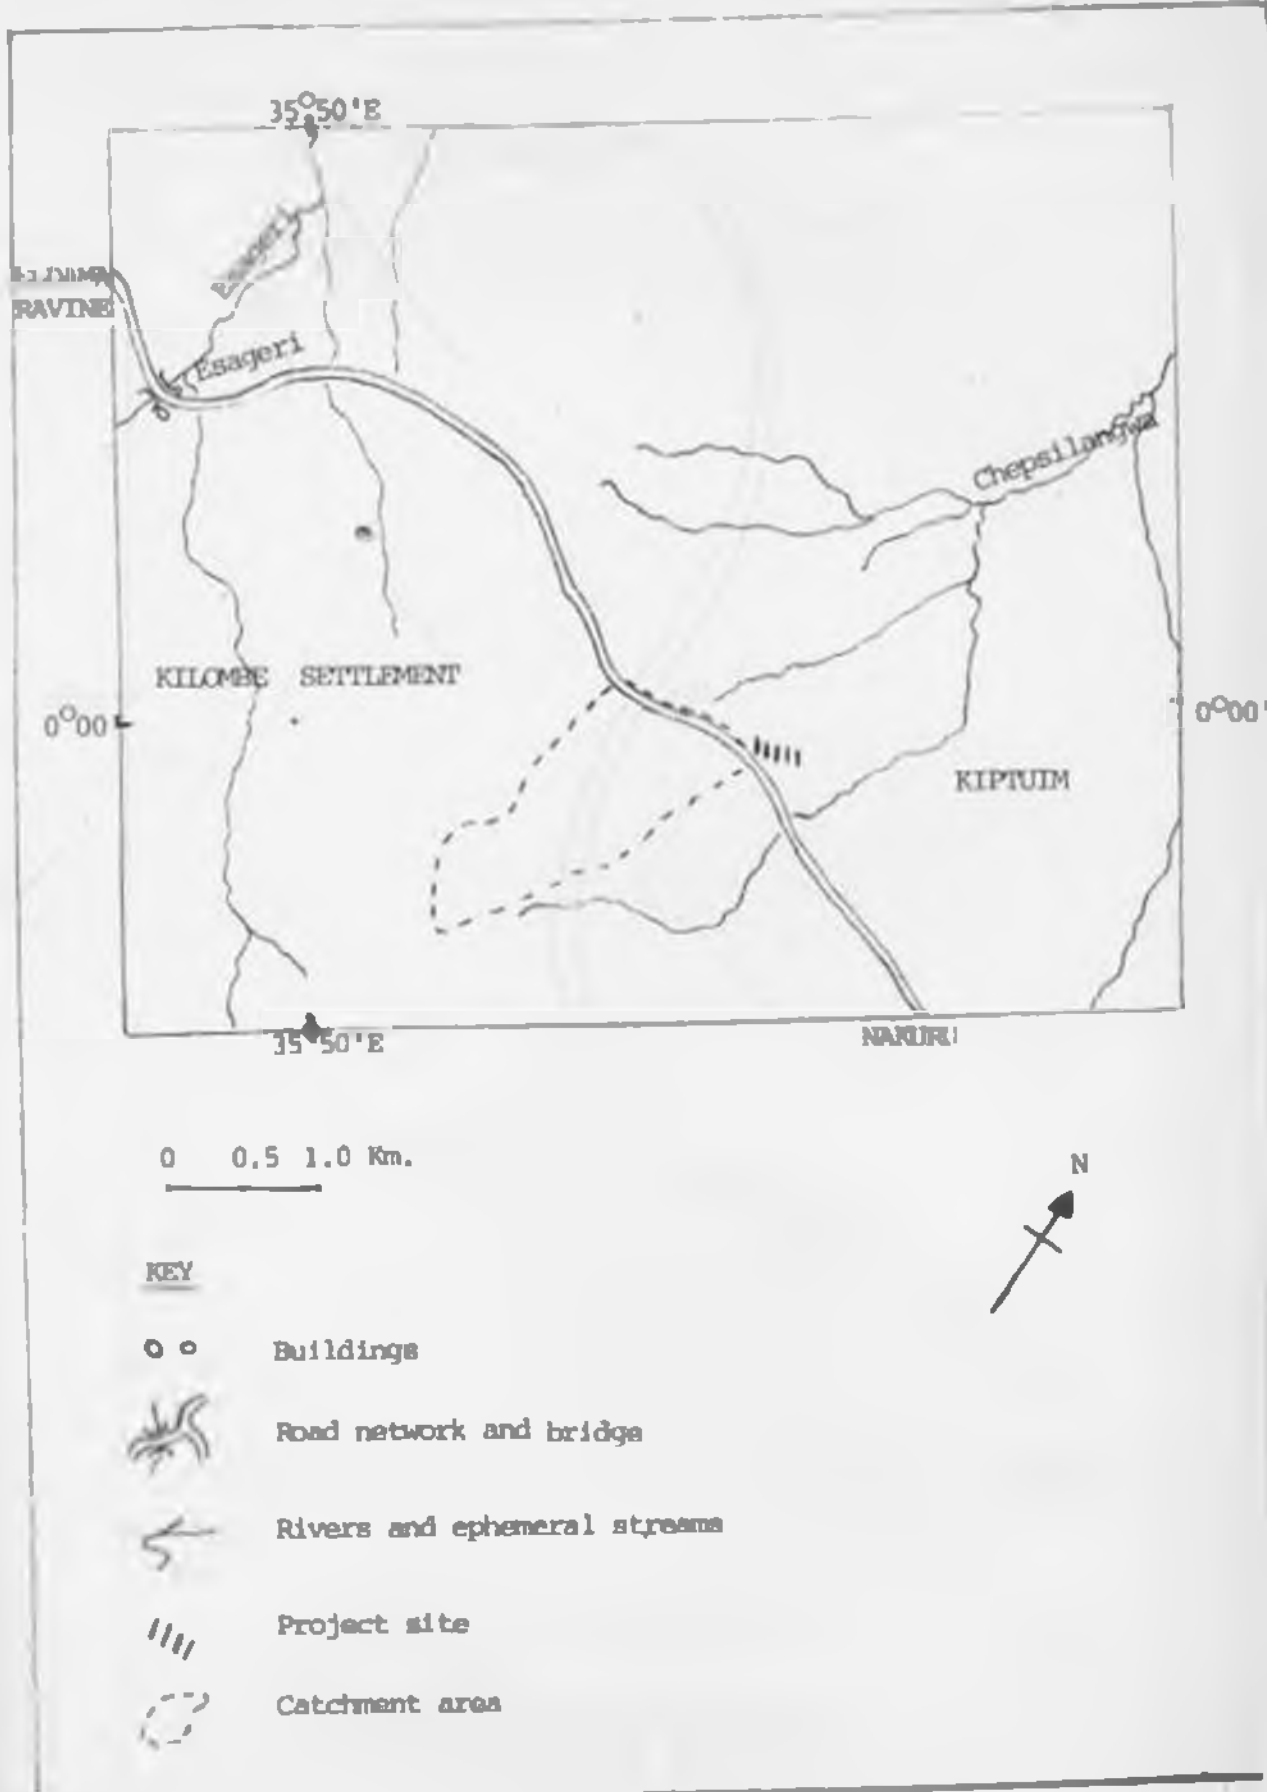 35°50'E
Esageri
RAVINE
Esageri
Chepsilangwa
KILOMBE SETTLEMENT
0°00'
0°00'
KIPTUIM
35°50'E
NAKURU
0 0.5 1.0 Km.
N
KEY
Buildings
Road network and bridge
Rivers and ephemeral streams
Project site
Catchment area